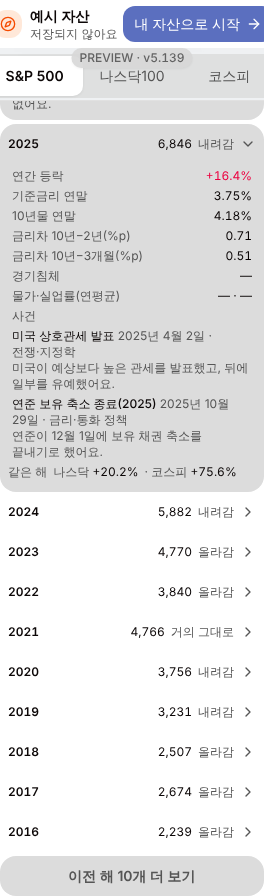 예시 자산
저장되지 않아요
내 자산으로 시작 →
PREVIEW · v5.139
S&P 500 나스닥100 코스피
없어요.
2025 6,846 내려감
연간 등락 +16.4%
기준금리 연말 3.75%
10년물 연말 4.18%
금리차 10년−2년(%p) 0.71
금리차 10년−3개월(%p) 0.51
경기침체 —
물가·실업률(연평균) — · —
사건
미국 상호관세 발표 2025년 4월 2일 ·
전쟁·지정학
미국이 예상보다 높은 관세를 발표했고, 뒤에
일부를 유예했어요.
연준 보유 축소 종료(2025) 2025년 10월
29일 · 금리·통화 정책
연준이 12월 1일에 보유 채권 축소를
끝내기로 했어요.
같은 해 나스닥 +20.2% · 코스피 +75.6%
2024 5,882 내려감
2023 4,770 올라감
2022 3,840 올라감
2021 4,766 거의 그대로
2020 3,756 내려감
2019 3,231 내려감
2018 2,507 올라감
2017 2,674 올라감
2016 2,239 올라감
이전 해 10개 더 보기